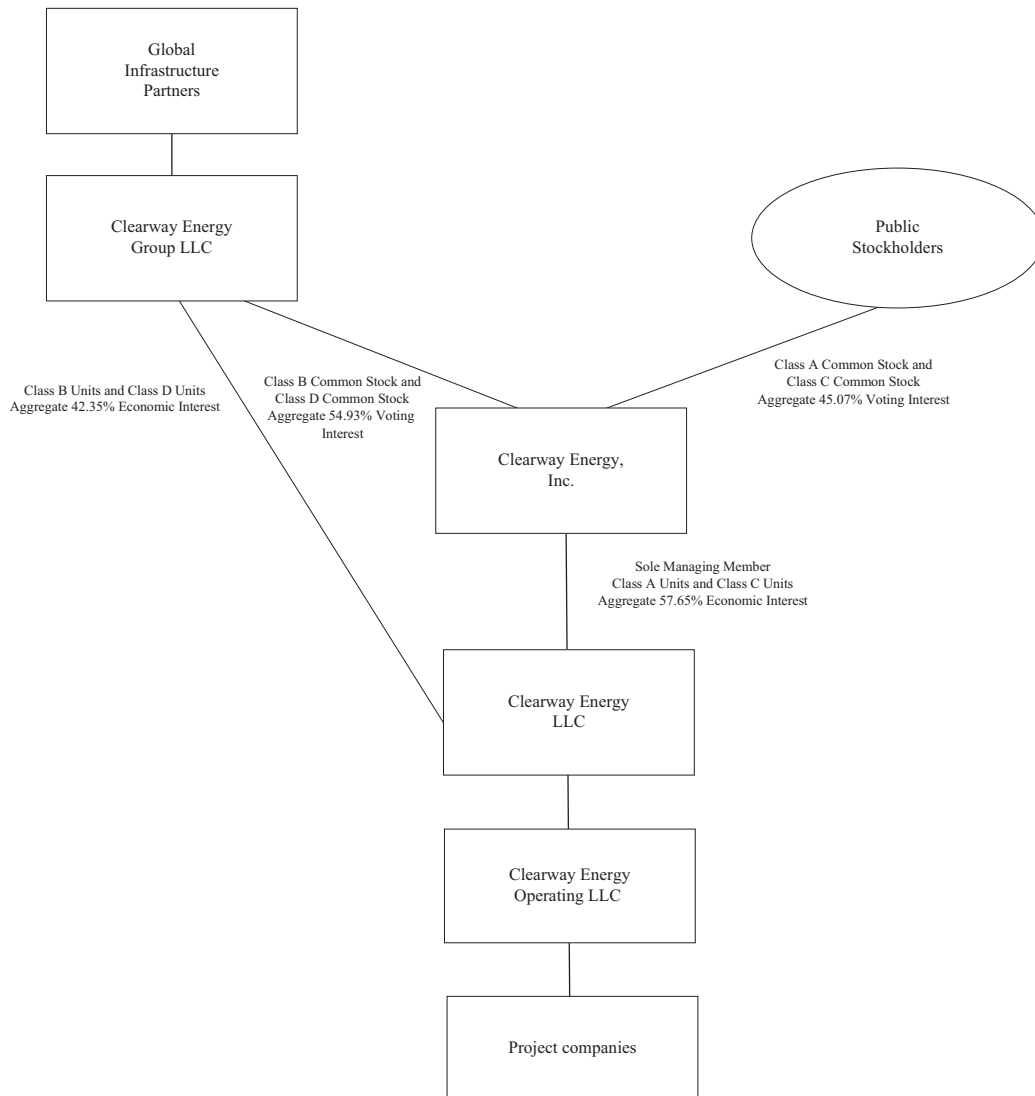 Global
Infrastructure
Partners
Clearway Energy
Group LLC
Public
Stockholders
Class B Units and Class D Units
Aggregate 42.35% Economic Interest
Class B Common Stock and
Class D Common Stock
Aggregate 54.93% Voting
Interest
Class A Common Stock and
Class C Common Stock
Aggregate 45.07% Voting Interest
Clearway Energy,
Inc.
Sole Managing Member
Class A Units and Class C Units
Aggregate 57.65% Economic Interest
Clearway Energy
LLC
Clearway Energy
Operating LLC
Project companies